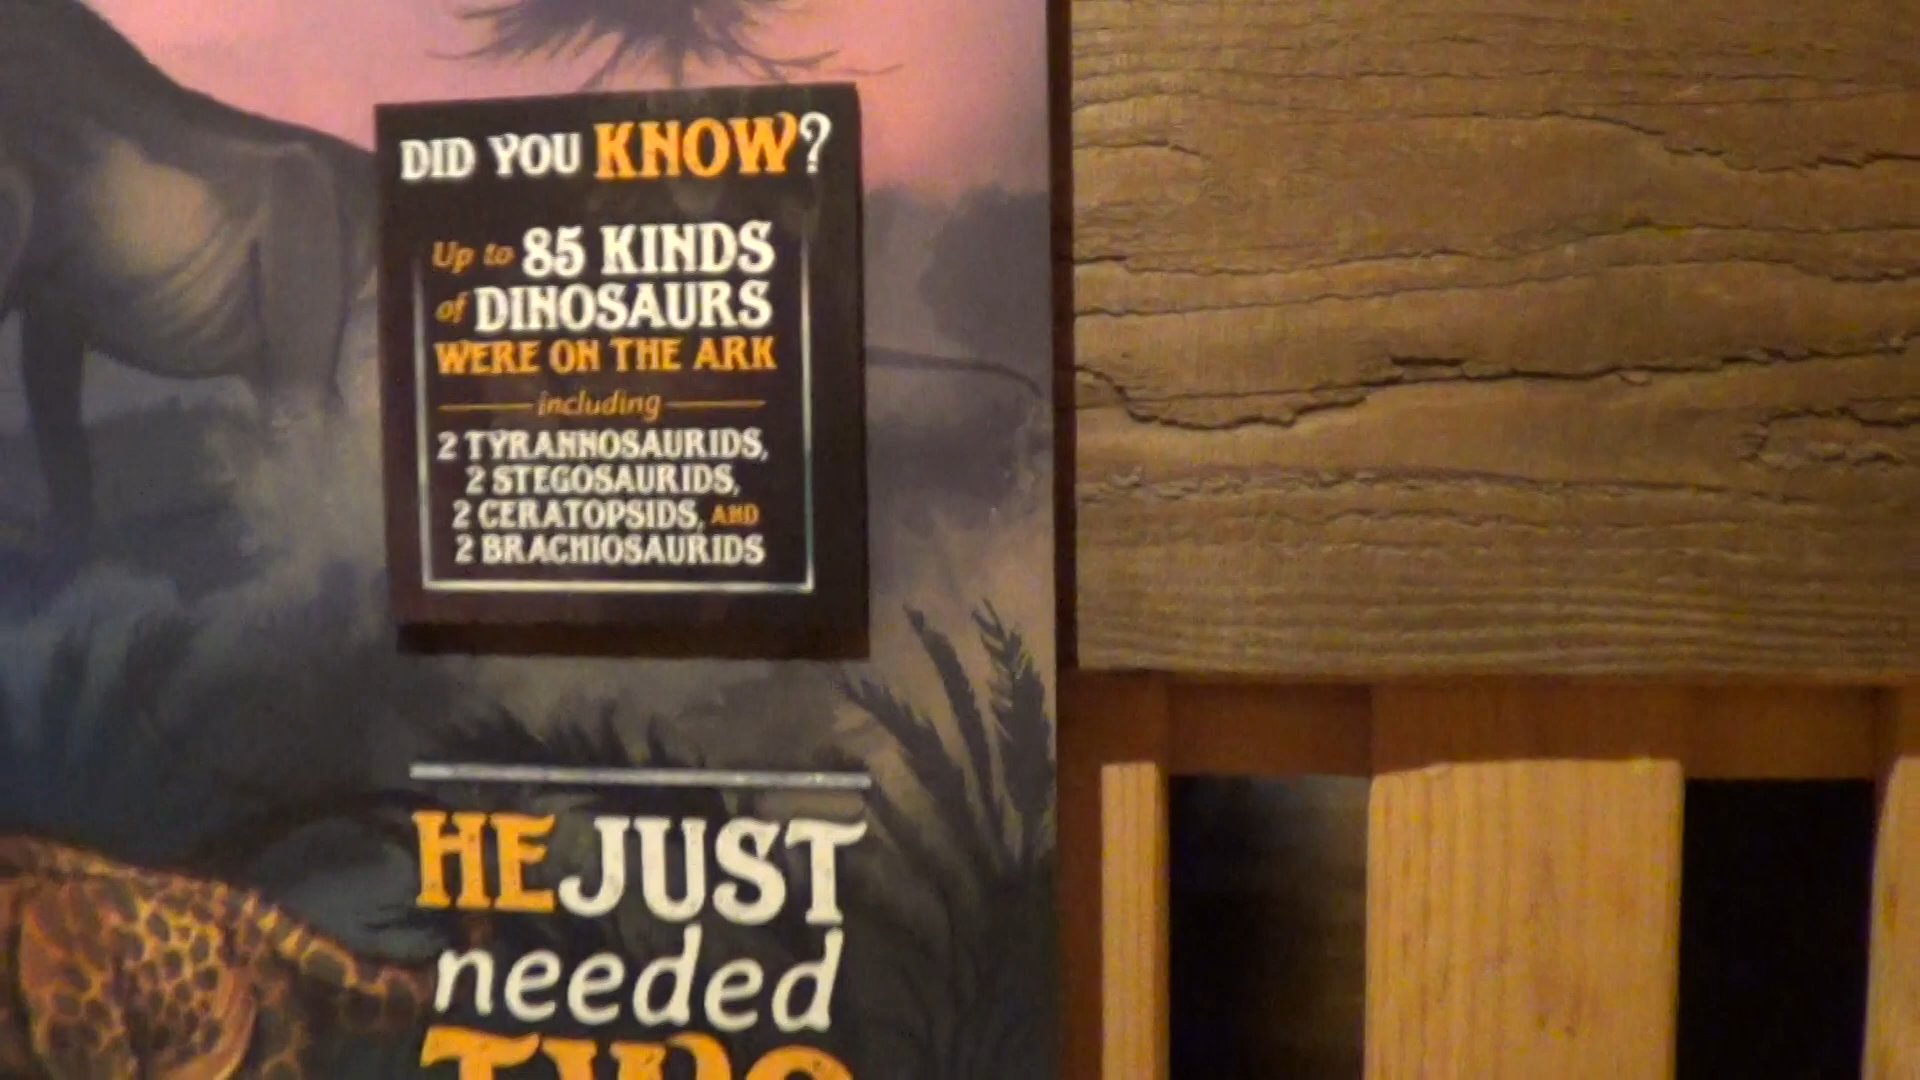 DID YOU KNOW?
Up to 85 KINDS
of DINOSAURS
WERE ON THE ARK
including
2 TYRANNOSAURIDS,
2 STEGOSAURIDS,
2 CERATOPSIDS, AND
2 BRACHIOSAURIDS
HE JUST
needed
TWO